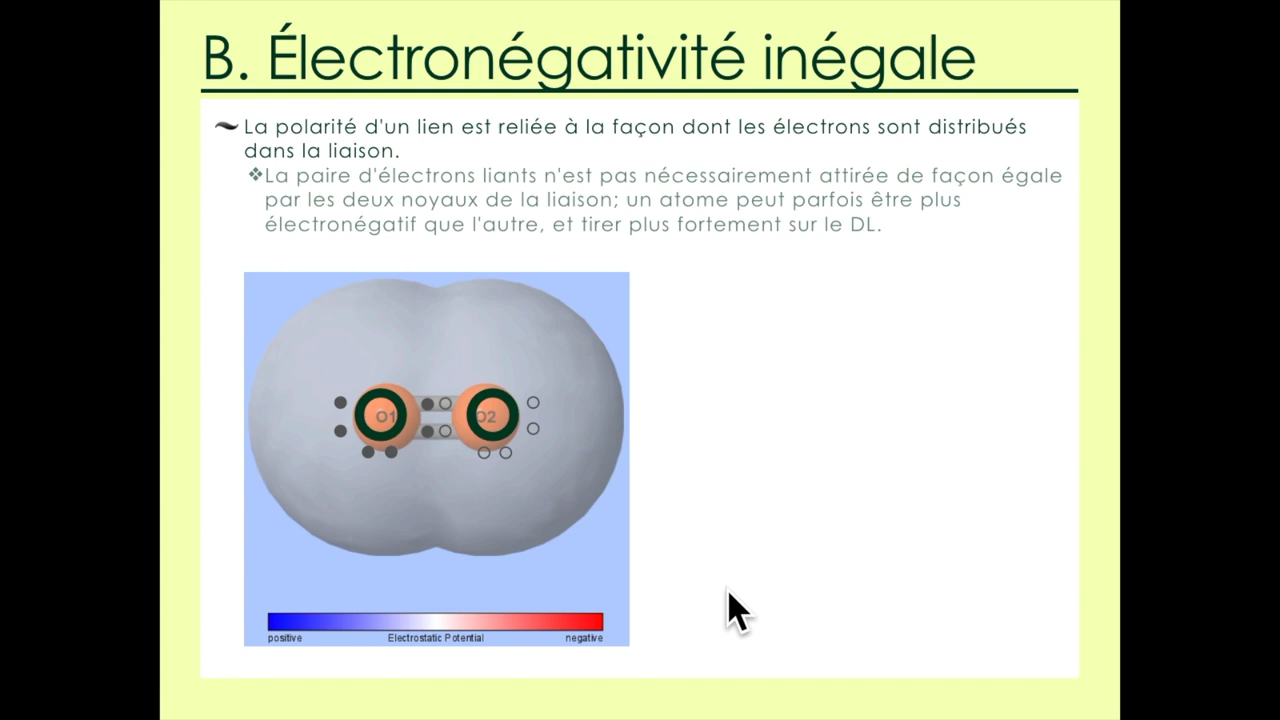 B. Électronégativité inégale
La polarité d'un lien est reliée à la façon dont les électrons sont distribués
dans la liaison.
La paire d'électrons liants n'est pas nécessairement attirée de façon égale
par les deux noyaux de la liaison; un atome peut parfois être plus
électronégatif que l'autre, et tirer plus fortement sur le DL.
O1 O2
positive Electrostatic Potential negative